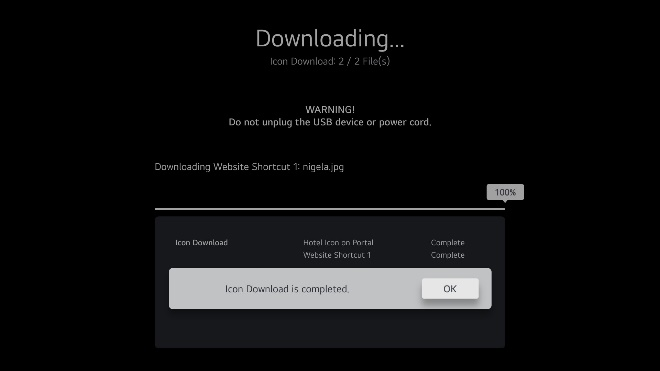 Downloading...
Icon Download: 2 / 2 File(s)
WARNING!
Do not unplug the USB device or power cord.
Downloading Website Shortcut 1: nigela.jpg
100%
Icon Download Hotel Icon on Portal Complete
Website Shortcut 1 Complete
Icon Download is completed. OK